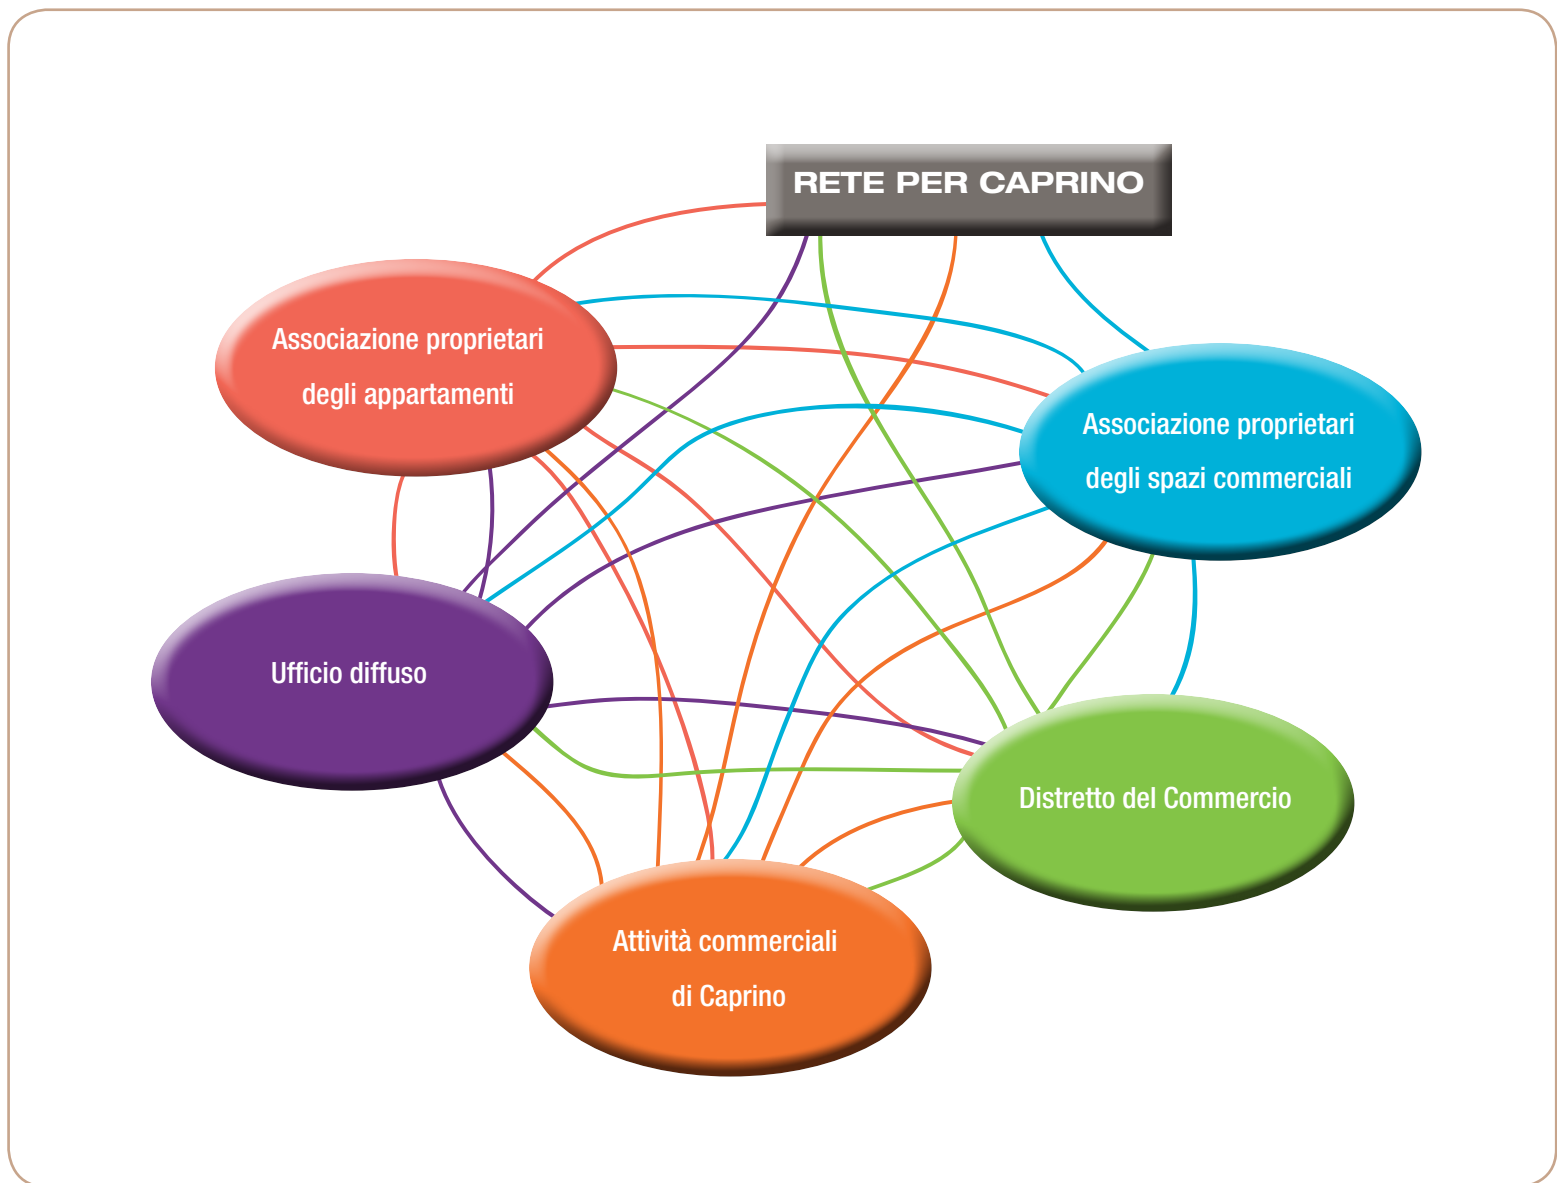 RETE PER CAPRINO
Associazione proprietari
degli appartamenti
Associazione proprietari
degli spazi commerciali
Ufficio diffuso
Distretto del Commercio
Attività commerciali
di Caprino